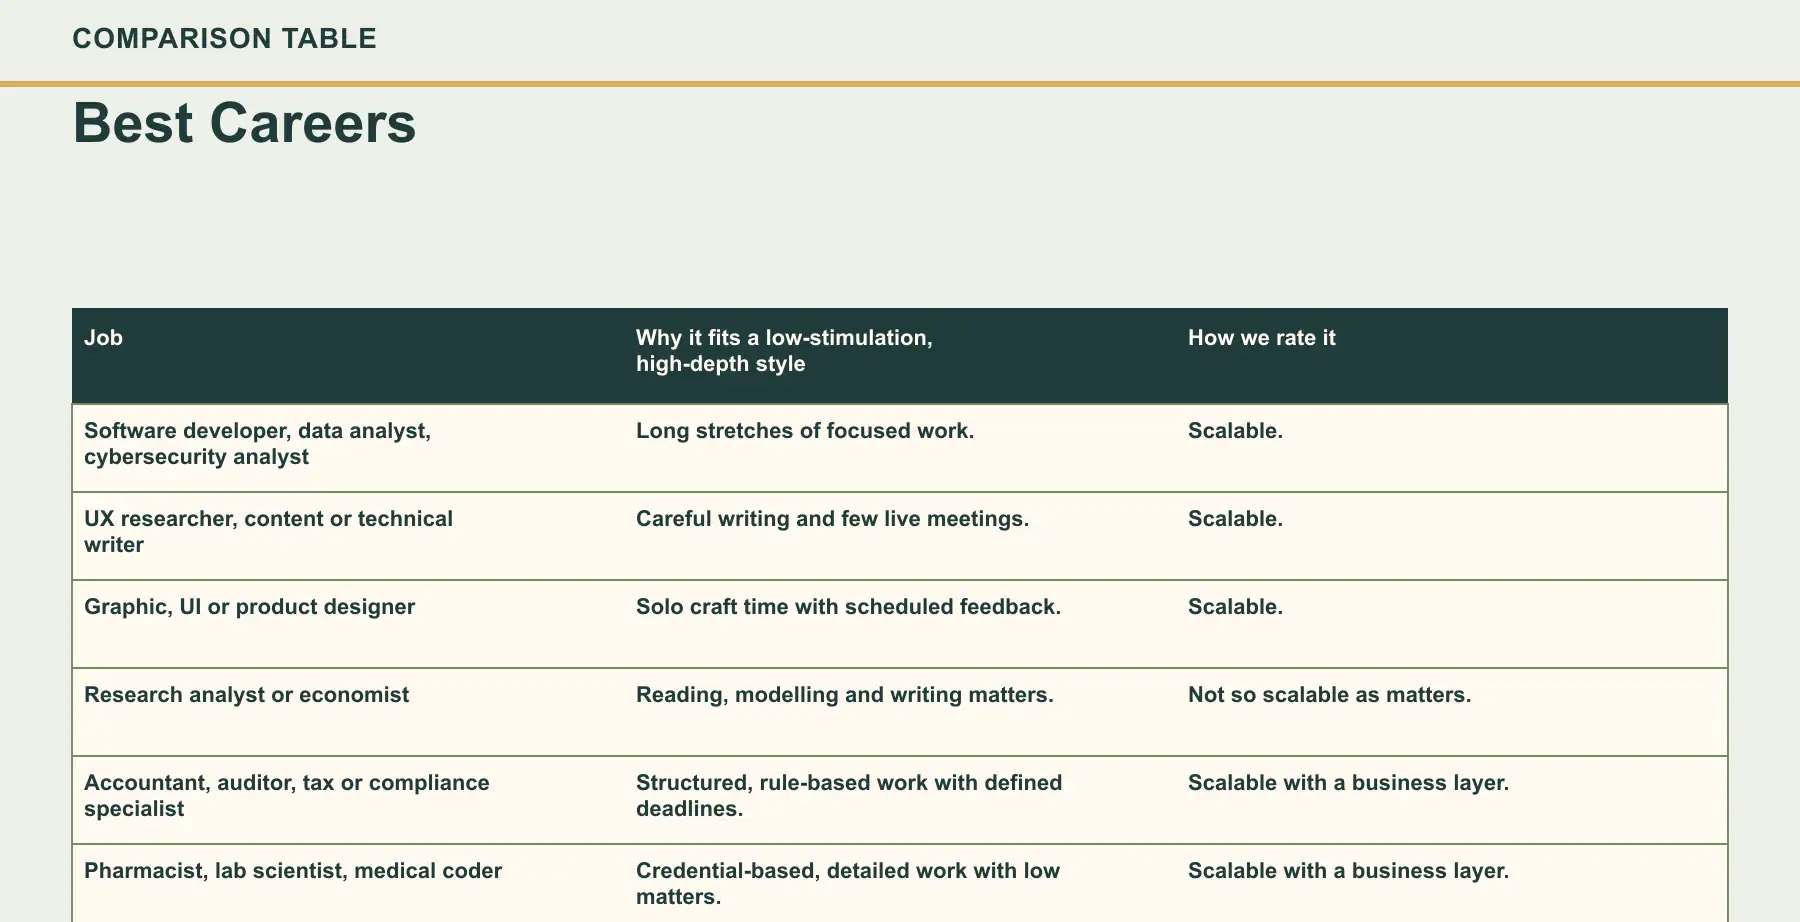 COMPARISON TABLE
Best Careers
Job
Why it fits a low-stimulation,
high-depth style
How we rate it
Software developer, data analyst,
cybersecurity analyst
Long stretches of focused work.
Scalable.
UX researcher, content or technical
writer
Careful writing and few live meetings.
Scalable.
Graphic, UI or product designer
Solo craft time with scheduled feedback.
Scalable.
Research analyst or economist
Reading, modelling and writing matters.
Not so scalable as matters.
Accountant, auditor, tax or compliance
specialist
Structured, rule-based work with defined
deadlines.
Scalable with a business layer.
Pharmacist, lab scientist, medical coder
Credential-based, detailed work with low
matters.
Scalable with a business layer.